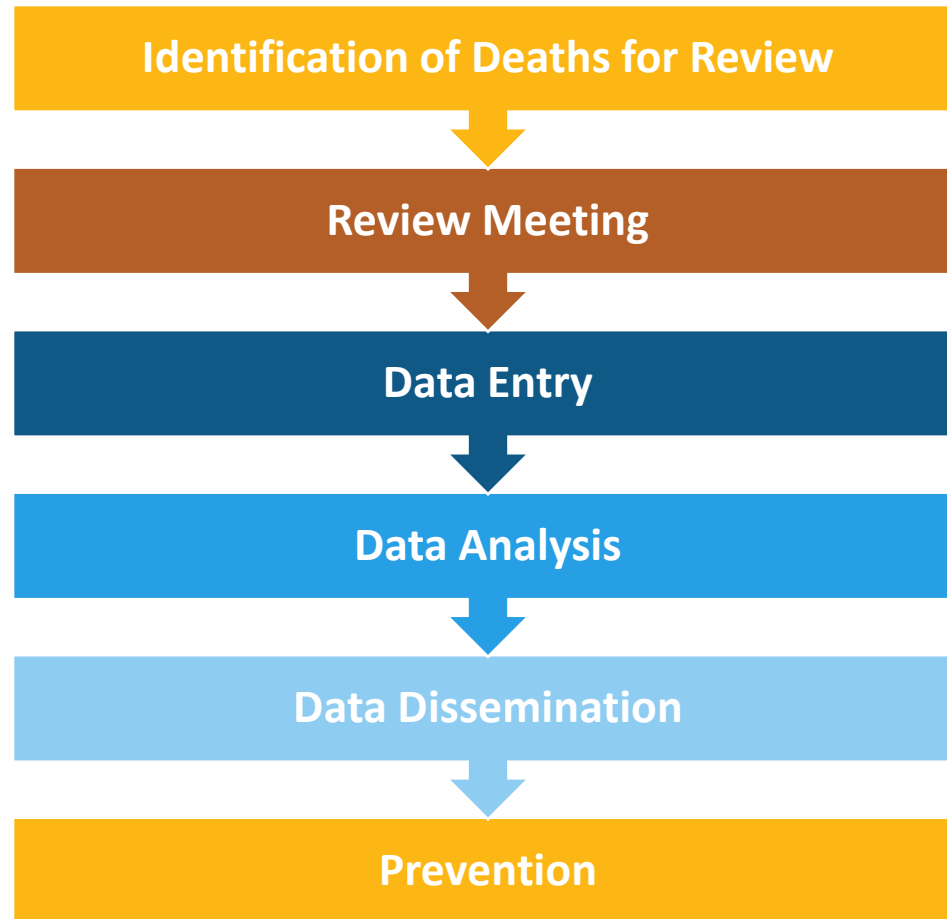 Identification of Deaths for Review
Review Meeting
Data Entry
Data Analysis
Data Dissemination
Prevention